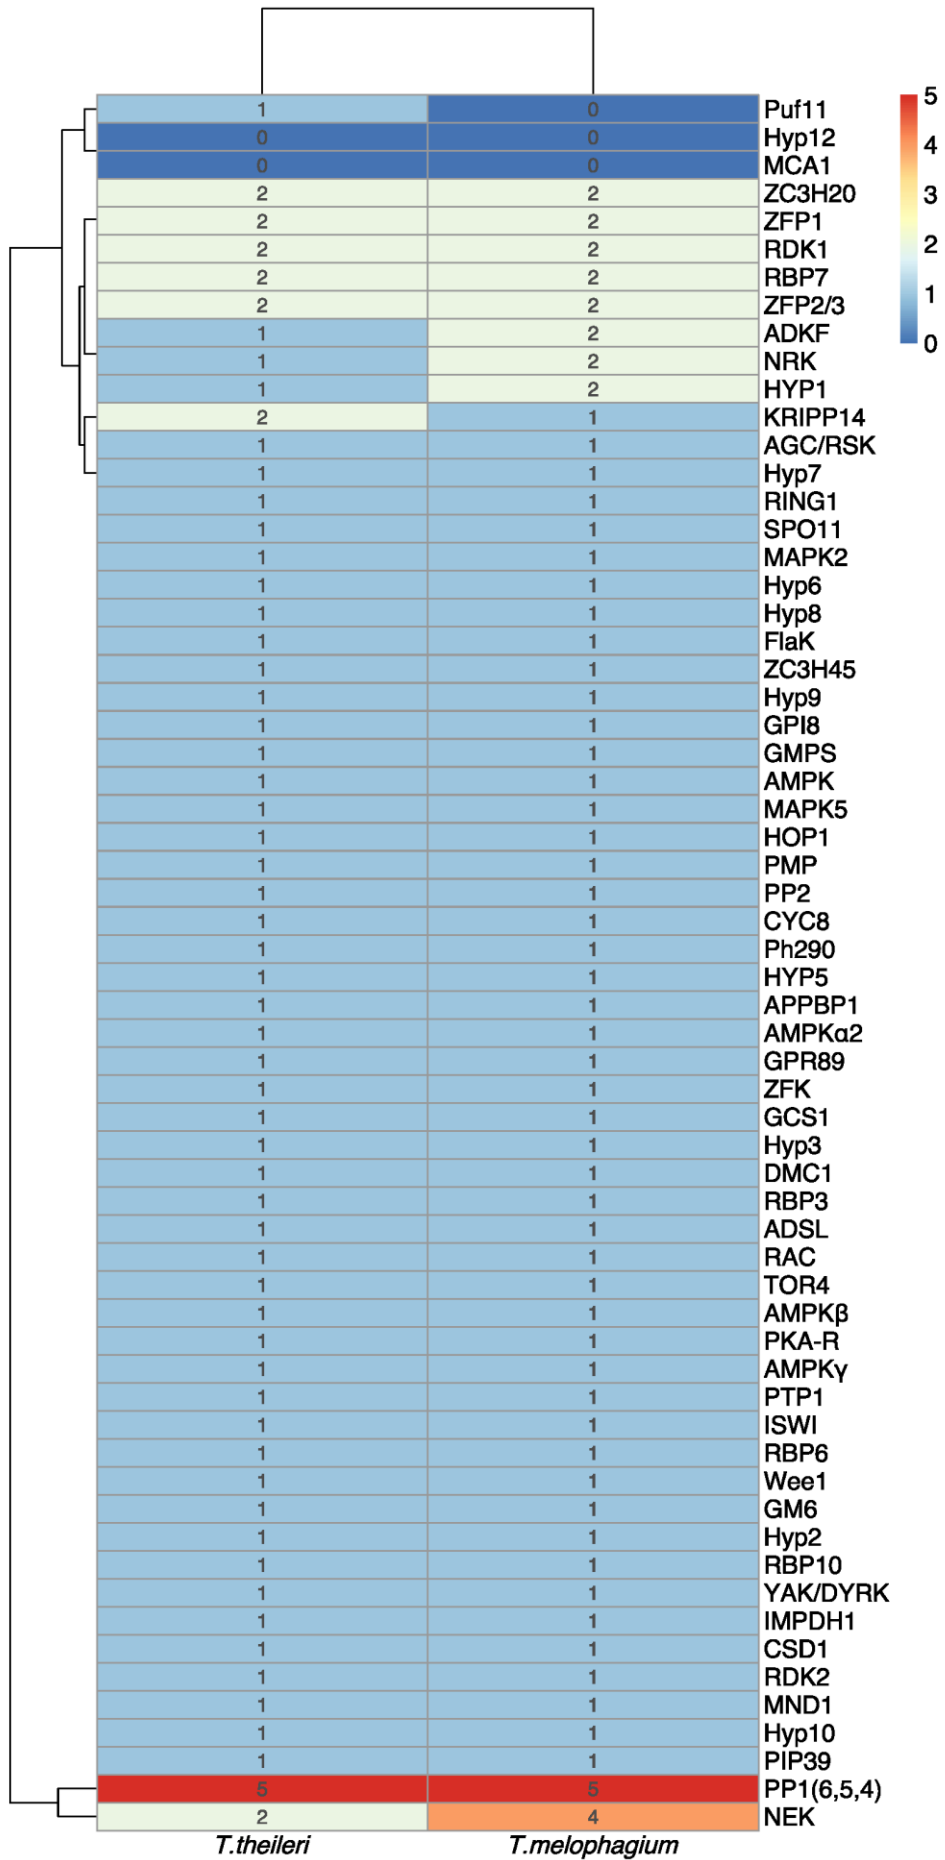 1 0 Puf11
0 0 Hyp12
0 0 MCA1
2 2 ZC3H20
2 2 ZFP1
2 2 RDK1
2 2 RBP7
2 2 ZFP2/3
1 2 ADKF
1 2 NRK
1 2 HYP1
2 1 KRIPP14
1 1 AGC/RSK
1 1 Hyp7
1 1 RING1
1 1 SPO11
1 1 MAPK2
1 1 Hyp6
1 1 Hyp8
1 1 FlaK
1 1 ZC3H45
1 1 Hyp9
1 1 GPI8
1 1 GMPS
1 1 AMPK
1 1 MAPK5
1 1 HOP1
1 1 PMP
1 1 PP2
1 1 CYC8
1 1 Ph290
1 1 HYP5
1 1 APPBP1
1 1 AMPKα2
1 1 GPR89
1 1 ZFK
1 1 GCS1
1 1 Hyp3
1 1 DMC1
1 1 RBP3
1 1 ADSL
1 1 RAC
1 1 TOR4
1 1 AMPKβ
1 1 PKA-R
1 1 AMPKγ
1 1 PTP1
1 1 ISWI
1 1 RBP6
1 1 Wee1
1 1 GM6
1 1 Hyp2
1 1 RBP10
1 1 YAK/DYRK
1 1 IMPDH1
1 1 CSD1
1 1 RDK2
1 1 MND1
1 1 Hyp10
1 1 PIP39
5 5 PP1(6,5,4)
2 4 NEK
T.theileri T.melophagium
5
4
3
2
1
0